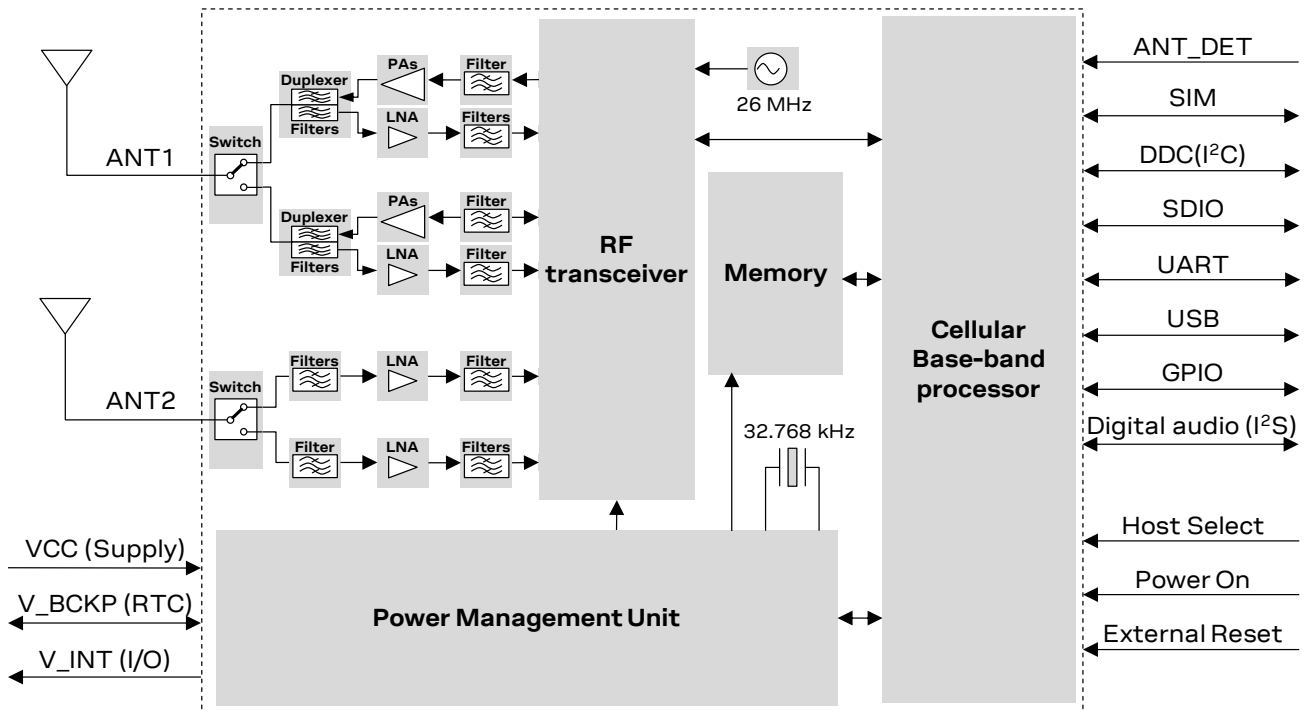 PAs
Filter
Duplexer
Filters
LNA
Filters
Switch
ANT1
PAs
Filter
Duplexer
Filters
LNA
Filter
26 MHz
RF
transceiver
Memory
Cellular
Base-band
processor
ANT_DET
SIM
DDC(I²C)
SDIO
UART
USB
GPIO
Digital audio (I²S)
Host Select
Power On
External Reset
Filters
LNA
Filter
Switch
ANT2
Filter
LNA
Filters
32.768 kHz
VCC (Supply)
V_BCKP (RTC)
V_INT (I/O)
Power Management Unit